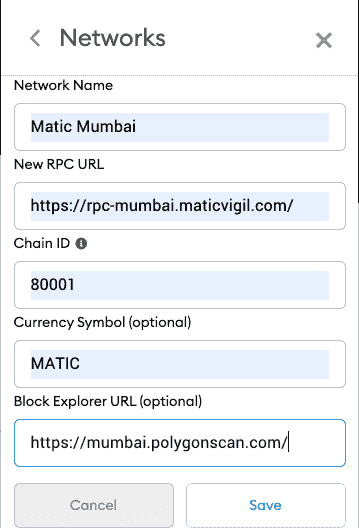 Networks
Network Name
Matic Mumbai
New RPC URL
https://rpc-mumbai.maticvigil.com/
Chain ID
80001
Currency Symbol (optional)
MATIC
Block Explorer URL (optional)
https://mumbai.polygonscan.com/
Cancel Save